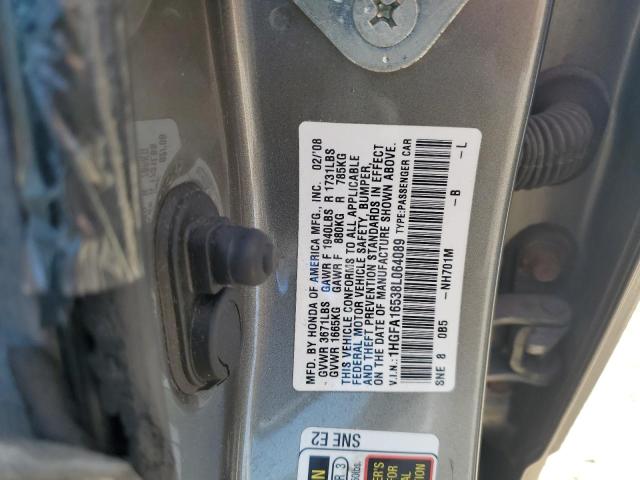 MFD. BY HONDA OF AMERICA MFG., INC. 02/'08
GVWR 3671LBS GAWR F 1940LBS R 1731LBS
GVWR 1665KG GAWR F 880KG R 785KG
THIS VEHICLE CONFORMS TO ALL APPLICABLE
FEDERAL MOTOR VEHICLE SAFETY, BUMPER,
AND THEFT PREVENTION STANDARDS IN EFFECT
ON THE DATE OF MANUFACTURE SHOWN ABOVE.
V.I.N.:1HGFA16538L064089 TYPE:PASSENGER CAR
SNE 8 0B5 -NH701M -B -L
SNE E2